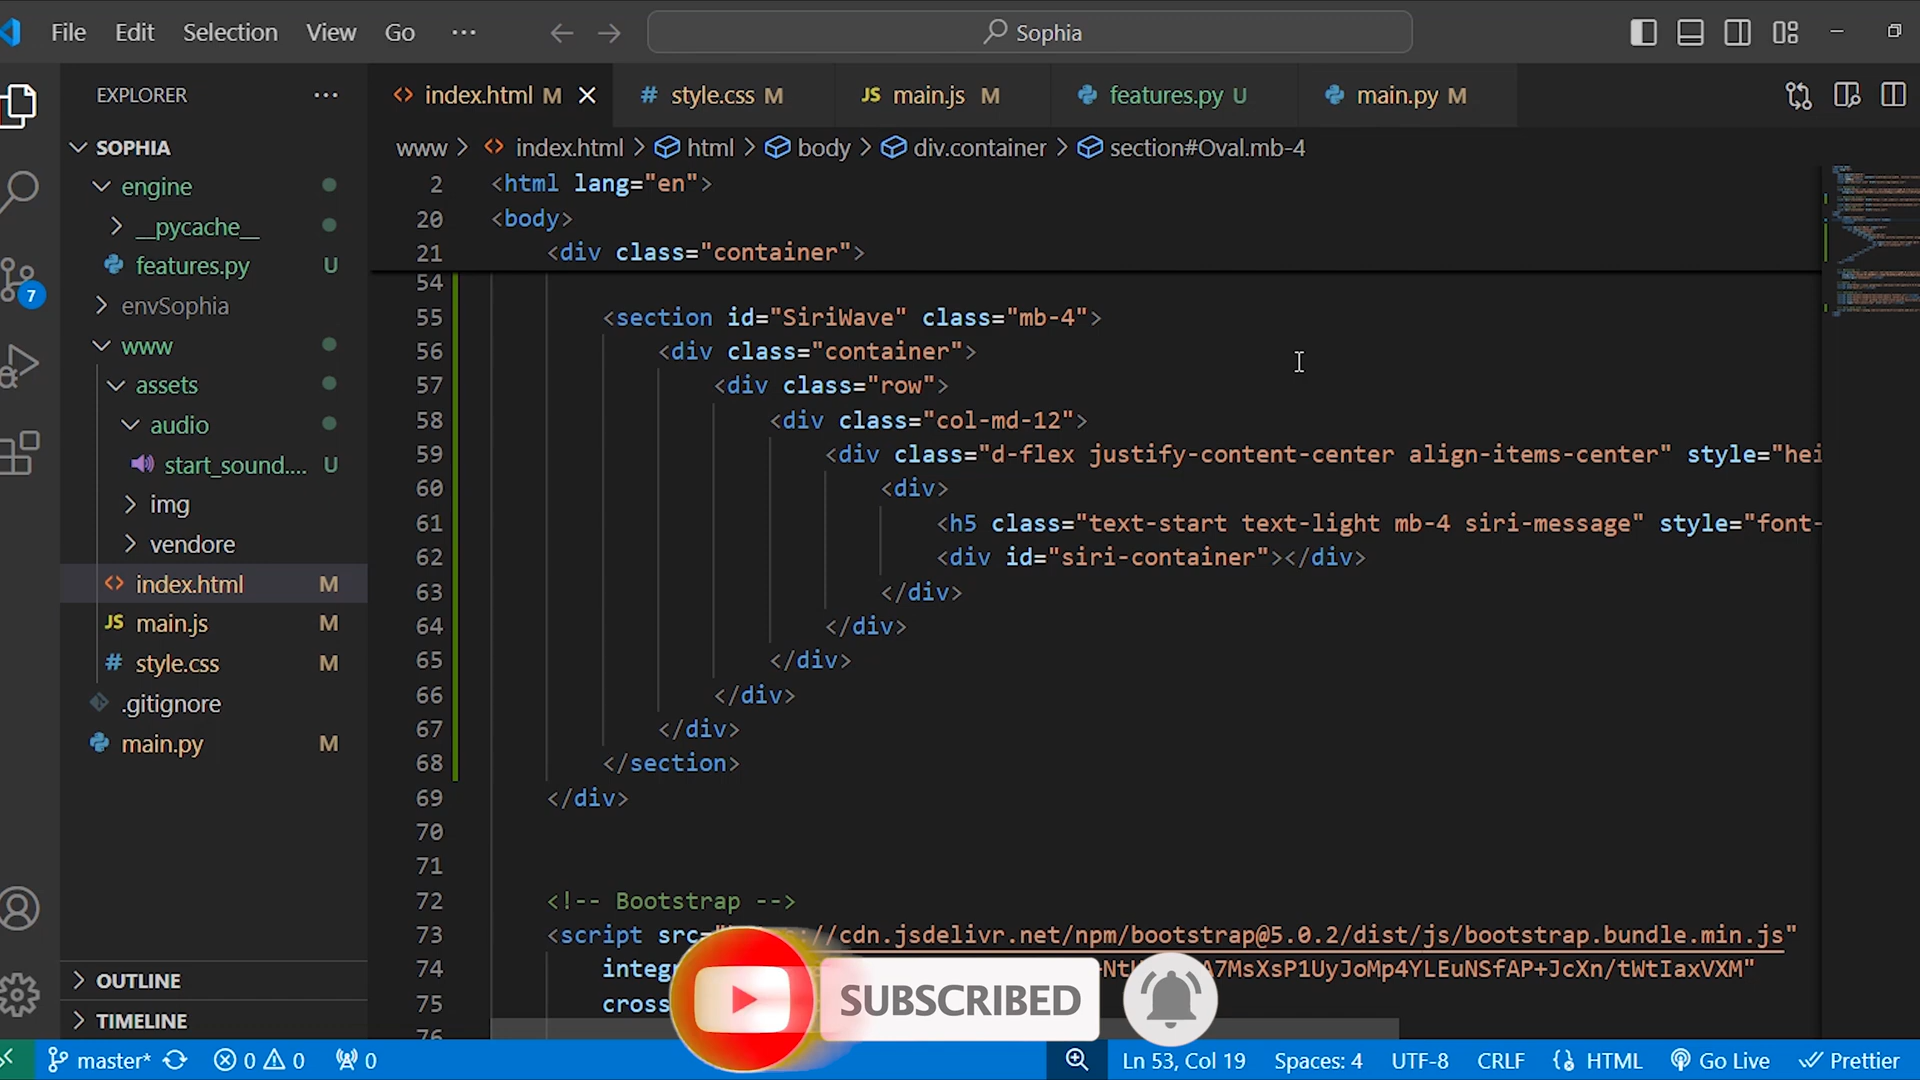 File Edit Selection View Go ··· Sophia
EXPLORER ···
index.html M
style.css M
JS main.js M
features.py U
main.py M
SOPHIA
engine
__pycache__
features.py U
envSophia
www
assets
audio
start_sound.... U
img
vendore
index.html M
JS main.js M
style.css M
.gitignore
main.py M
OUTLINE
TIMELINE
7
www > index.html > html > body > div.container > section#Oval.mb-4
2 <html lang="en">
20 <body>
21 <div class="container">
54
55 <section id="SiriWave" class="mb-4">
56 <div class="container">
57 <div class="row">
58 <div class="col-md-12">
59 <div class="d-flex justify-content-center align-items-center" style="hei
60 <div>
61 <h5 class="text-start text-light mb-4 siri-message" style="font-
62 <div id="siri-container"></div>
63 </div>
64 </div>
65 </div>
66 </div>
67 </div>
68 </section>
69 </div>
70
71
72 <!-- Bootstrap -->
73 <script src= //cdn.jsdelivr.net/npm/bootstrap@5.0.2/dist/js/bootstrap.bundle.min.js"
74 integ A7MsXsP1UyJoMp4YLEuNSfAP+JcXn/tWtIaxVXM"
75 cross
76
SUBSCRIBED
master* 0 0 0 Ln 53, Col 19 Spaces: 4 UTF-8 CRLF HTML Go Live Prettier